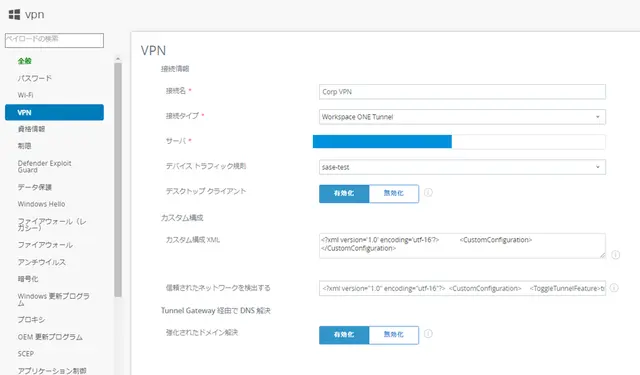 vpn
ペイロードの検索
全般
パスワード
Wi-Fi
VPN
資格情報
制限
Defender Exploit
Guard
データ保護
Windows Hello
ファイアウォール（レ
ガシー）
ファイアウォール
アンチウイルス
暗号化
Windows 更新プログラ
ム
プロキシ
OEM 更新プログラム
SCEP
アプリケーション制御
VPN
接続情報
接続名 *
Corp VPN
接続タイプ *
Workspace ONE Tunnel
サーバ *
デバイス トラフィック規則
sase-test
デスクトップ クライアント
有効化 無効化
カスタム構成
カスタム構成 XML
<?xml version='1.0' encoding='utf-16'?> <CustomConfiguration>
</CustomConfiguration>
信頼されたネットワークを検出する
<?xml version="1.0" encoding="utf-16"?> <CustomConfiguration> <ToggleTunnelFeature>
Tunnel Gateway 経由で DNS 解決
強化されたドメイン解決
有効化 無効化